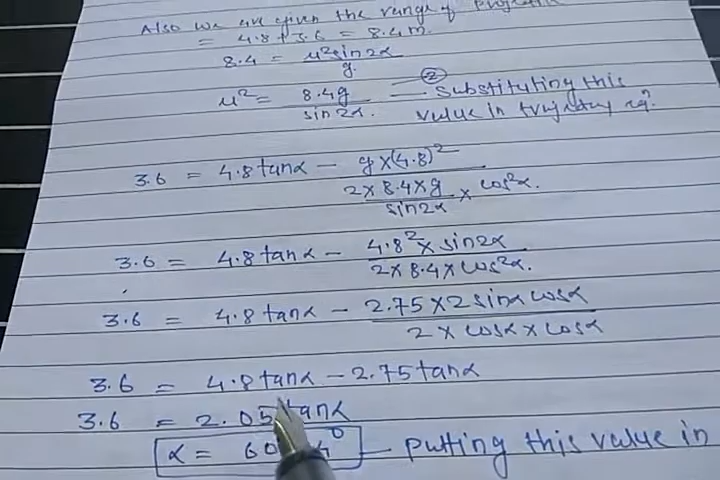 Also we are given the range of
= 4.8 + 3.6 = 8.4 m.
8.4 = u²sin2α / g.
u² = 8.4g / sin2α. — ② Substituting this
value in trajectory eqⁿ.
3.6 = 4.8 tanα − g×(4.8)² / (2×8.4×g / sin2α × cos²α.)
3.6 = 4.8 tanα − 4.8² × sin2α / 2×8.4×cos²α.
3.6 = 4.8 tanα − 2.75×2sinα cosα / 2 × cosα × cosα
3.6 = 4.8 tanα − 2.75 tanα
3.6 = 2.05 tanα
α = — putting this value in